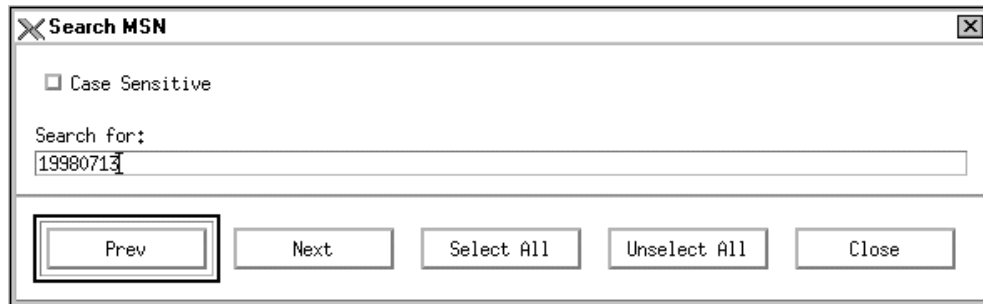 Search MSN
Case Sensitive
Search for:
19980713
Prev Next Select All Unselect All Close